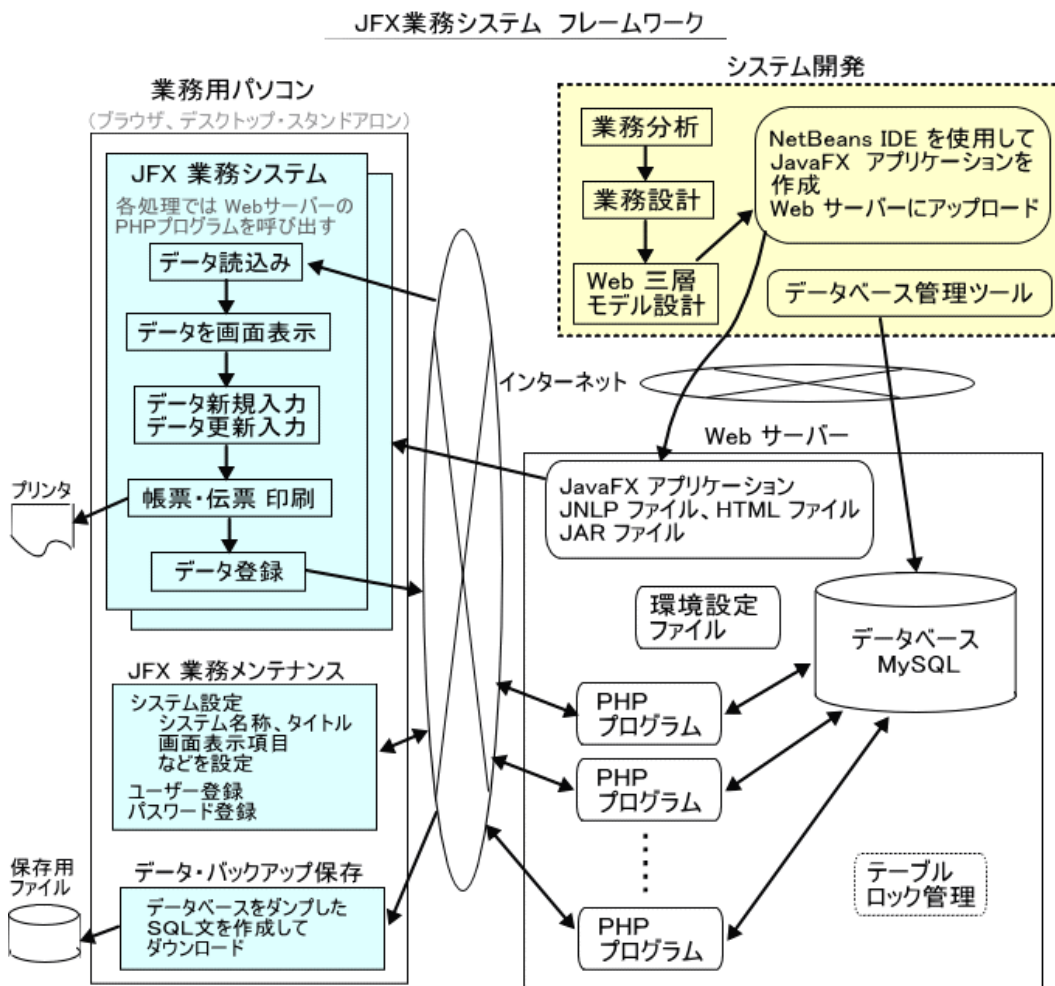 JFX業務システム フレームワーク
業務用パソコン
（ブラウザ、デスクトップ・スタンドアロン）
JFX 業務システム
各処理では Webサーバーの
PHPプログラムを呼び出す
データ読込み
データを画面表示
データ新規入力
データ更新入力
帳票・伝票 印刷
データ登録
プリンタ
JFX 業務メンテナンス
システム設定
システム名称、タイトル
画面表示項目
などを設定
ユーザー登録
パスワード登録
データ・バックアップ保存
データベースをダンプした
SQL文を作成して
ダウンロード
保存用
ファイル
システム開発
業務分析
業務設計
Web 三層
モデル設計
NetBeans IDE を使用して
JavaFX アプリケーションを
作成
Web サーバーにアップロード
データベース管理ツール
インターネット
Web サーバー
JavaFX アプリケーション
JNLP ファイル、HTML ファイル
JAR ファイル
環境設定
ファイル
データベース
MySQL
PHP
プログラム
PHP
プログラム
PHP
プログラム
テーブル
ロック管理